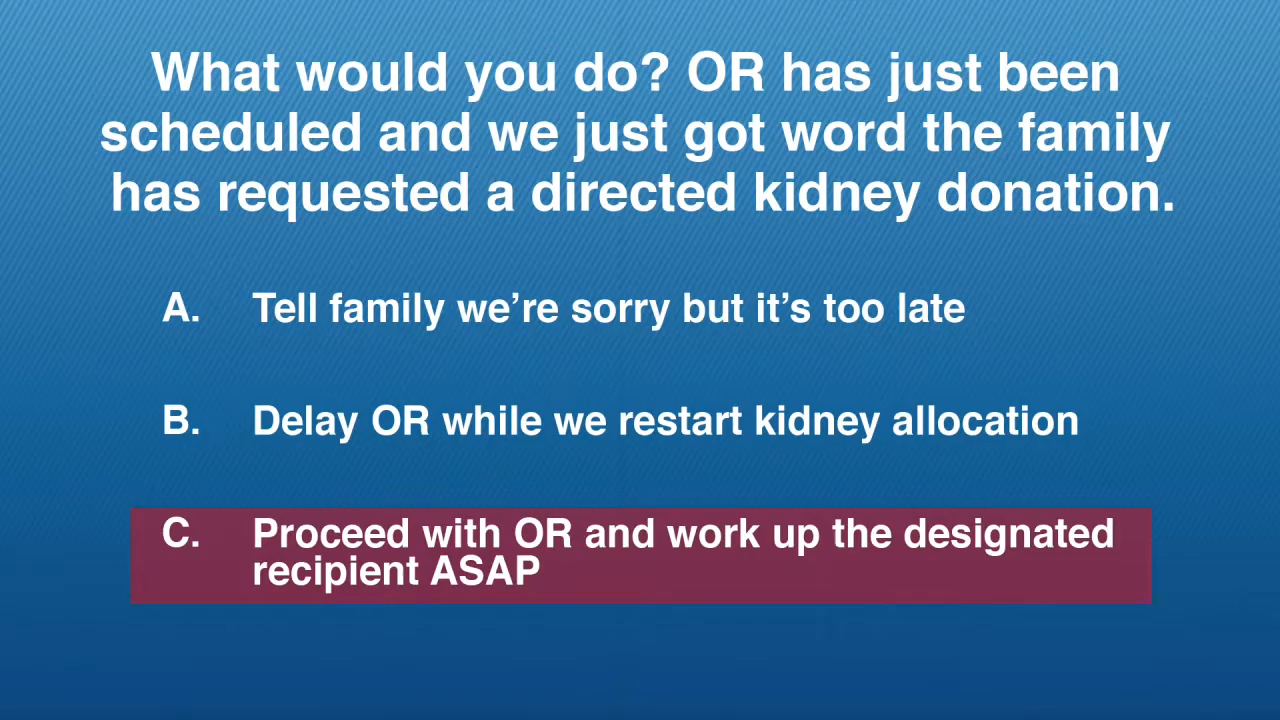 What would you do? OR has just been
scheduled and we just got word the family
has requested a directed kidney donation.
A. Tell family we’re sorry but it’s too late
B. Delay OR while we restart kidney allocation
C. Proceed with OR and work up the designated
recipient ASAP